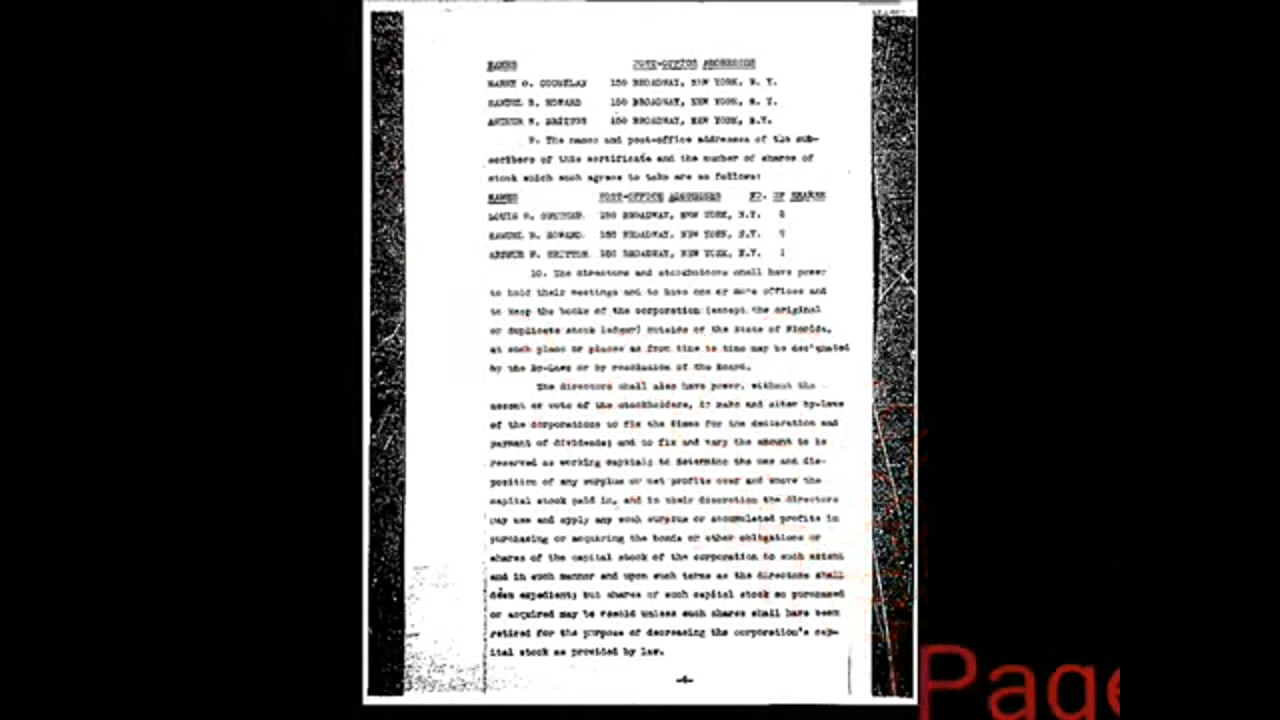 NAMES POST-OFFICE ADDRESSES
HARRY O. 150 BROADWAY, NEW YORK, N. Y.
SAMUEL B. HOWARD 150 BROADWAY, NEW YORK, N. Y.
ARTHUR W. BRITTON 150 BROADWAY, NEW YORK, N.Y.
9. The names and post-office addresses of the sub-
scribers of this certificate and the number of shares of
stock which each agrees to take are as follows:
NAMES POST-OFFICE ADDRESSES NO. OF SHARES
LOUIS 150 BROADWAY, NEW YORK, N.Y.
SAMUEL B. HOWARD 150 BROADWAY, NEW YORK, N.Y.
ARTHUR W. BRITTON 150 BROADWAY, NEW YORK, N.Y. 1
10. The directors and stockholders shall have power
to hold their meetings and to have one or more offices and
to keep the books of the corporation (except the original
or duplicate stock ledger) outside of the State of Florida,
at such place or places as from time to time may be designated
by the By-Laws or by resolution of the Board.
The directors shall also have power, without the
assent or vote of the stockholders, to make and alter by-laws
of the corporation; to fix the times for the declaration and
payment of dividends; and to fix and vary the amount to be
reserved as working capital; to determine the use and dis-
position of any surplus or net profits over and above the
capital stock paid in, and in their discretion the directors
may use and apply any such surplus or accumulated profits in
purchasing or acquiring the bonds or other obligations or
shares of the capital stock of the corporation to such extent
and in such manner and upon such terms as the directors shall
deem expedient; but shares of such capital stock so purchased
or acquired may be resold unless such shares shall have been
retired for the purpose of decreasing the corporation's cap-
ital stock as provided by law.
-4-
Page